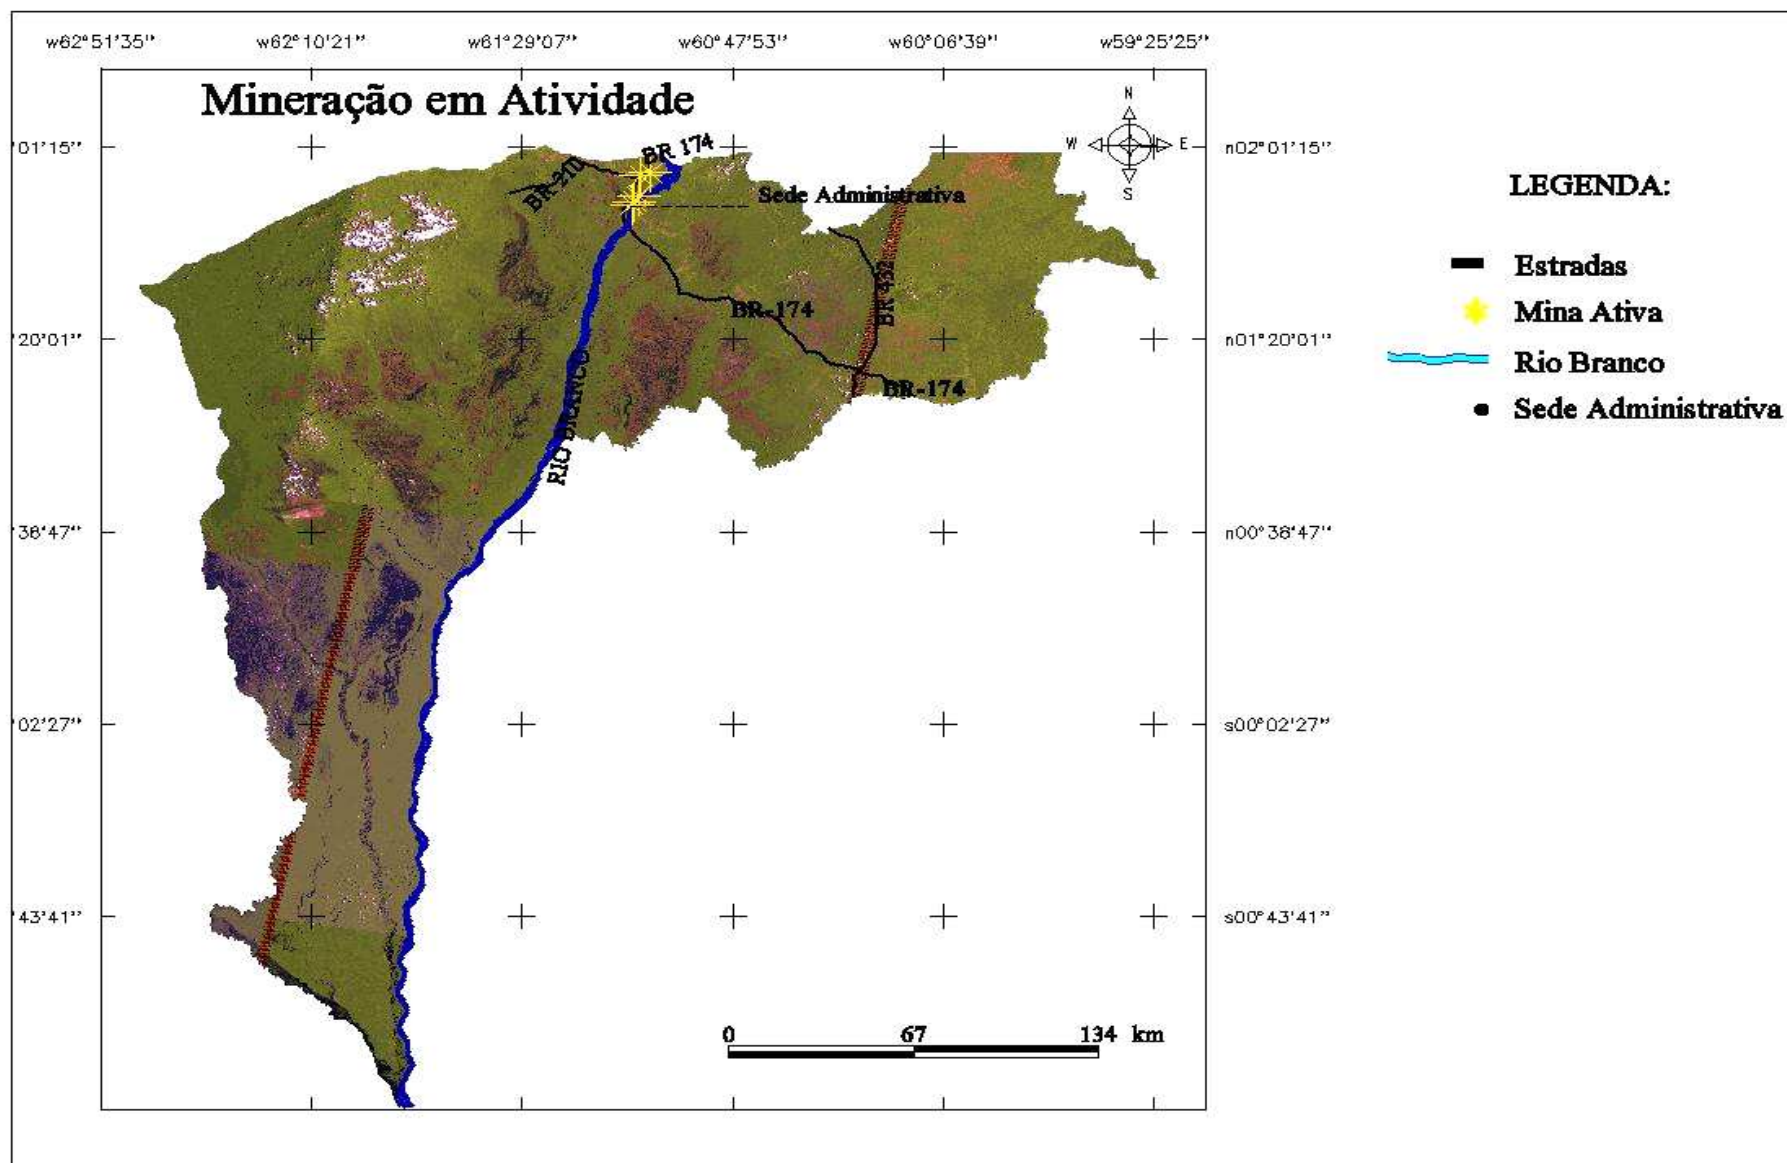 w62°51'35" w62°10'21" w61°29'07" w60°47'53" w60°06'39" w59°25'25"
Mineração em Atividade
N
W E
S
'01'15" n02°01'15"
BR 174
BR-210
Sede Administrativa
BR-174
BR 432
'20'01" n01°20'01"
BR-174
RIO BRANCO
'38'47" n00°38'47"
'02'27" s00°02'27"
'43'41" s00°43'41"
0 67 134 km
LEGENDA:
Estradas
Mina Ativa
Rio Branco
Sede Administrativa